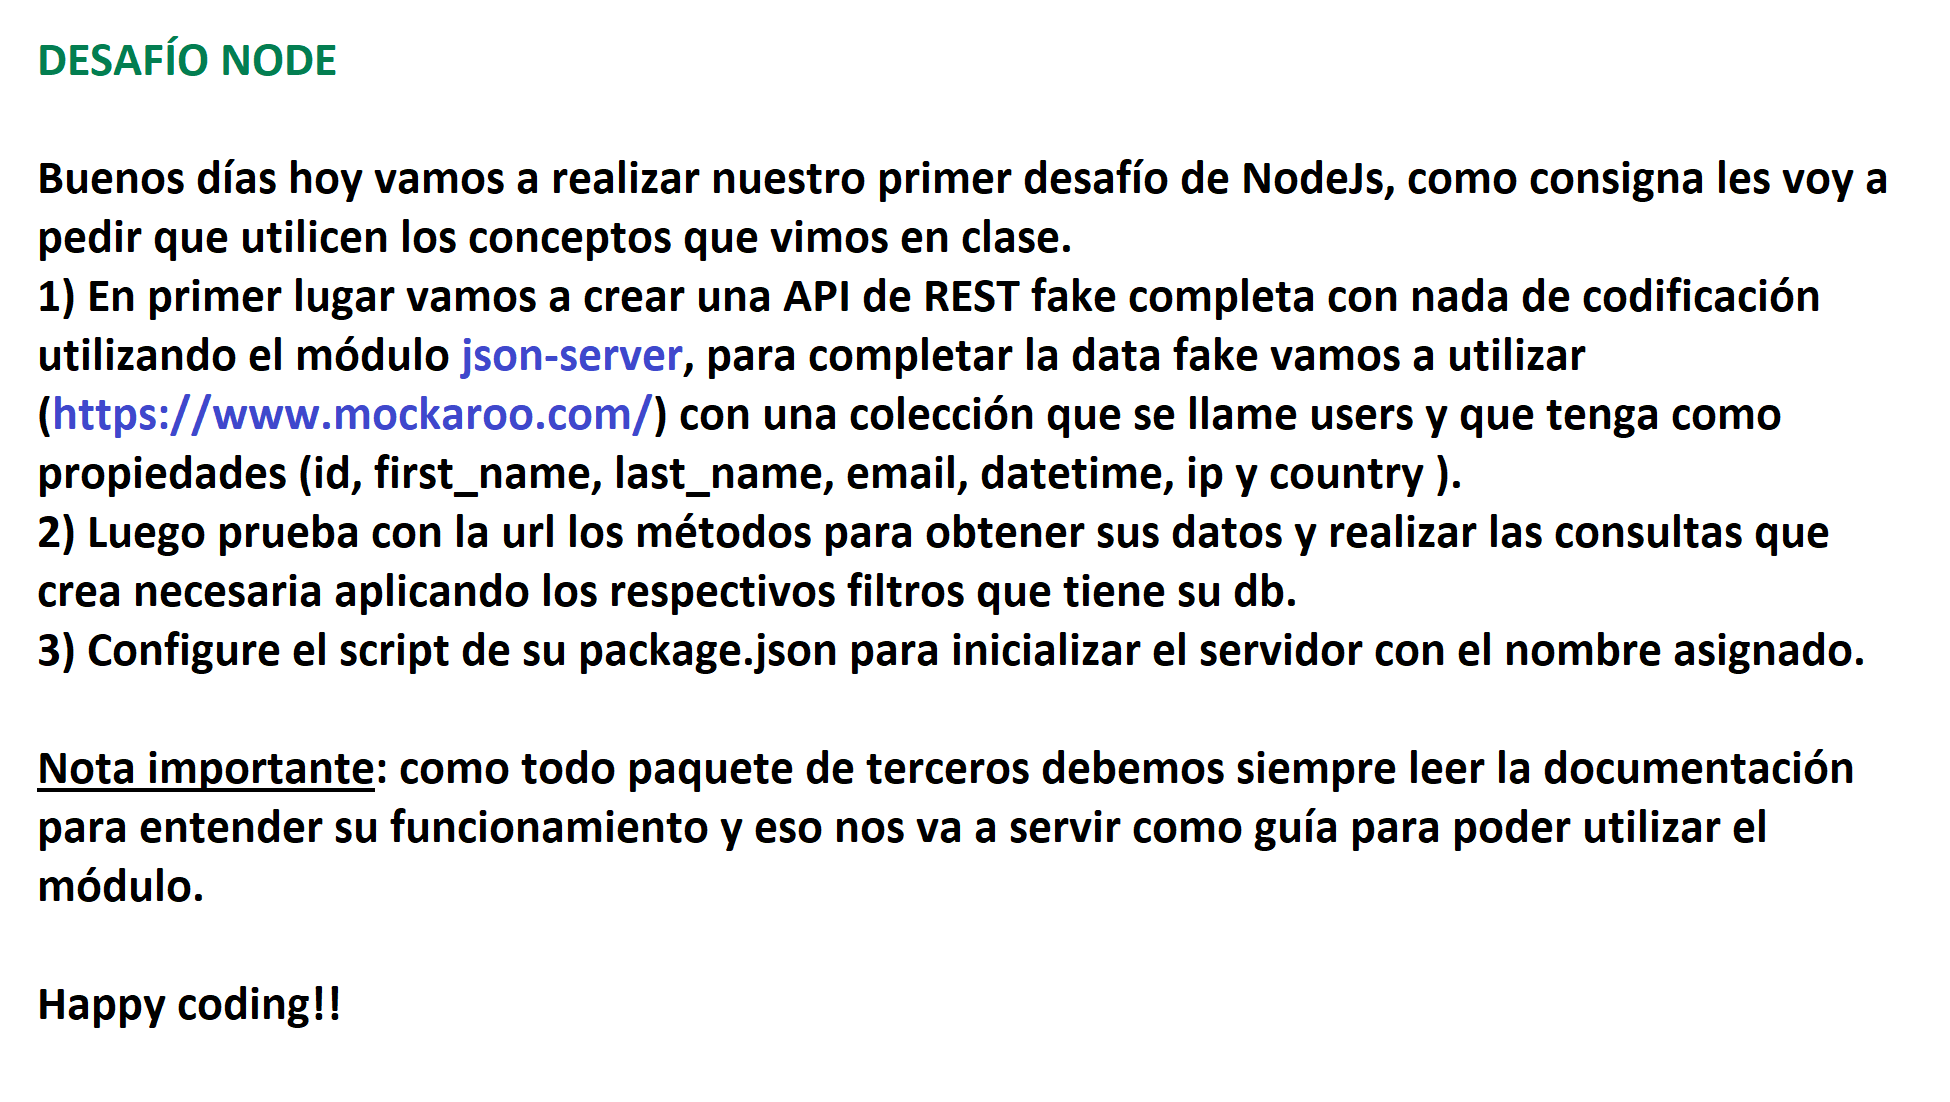 DESAFÍO NODE
Buenos días hoy vamos a realizar nuestro primer desafío de NodeJs, como consigna les voy a
pedir que utilicen los conceptos que vimos en clase.
1) En primer lugar vamos a crear una API de REST fake completa con nada de codificación
utilizando el módulo json-server, para completar la data fake vamos a utilizar
(https://www.mockaroo.com/) con una colección que se llame users y que tenga como
propiedades (id, first_name, last_name, email, datetime, ip y country ).
2) Luego prueba con la url los métodos para obtener sus datos y realizar las consultas que
crea necesaria aplicando los respectivos filtros que tiene su db.
3) Configure el script de su package.json para inicializar el servidor con el nombre asignado.
Nota importante: como todo paquete de terceros debemos siempre leer la documentación
para entender su funcionamiento y eso nos va a servir como guía para poder utilizar el
módulo.
Happy coding!!